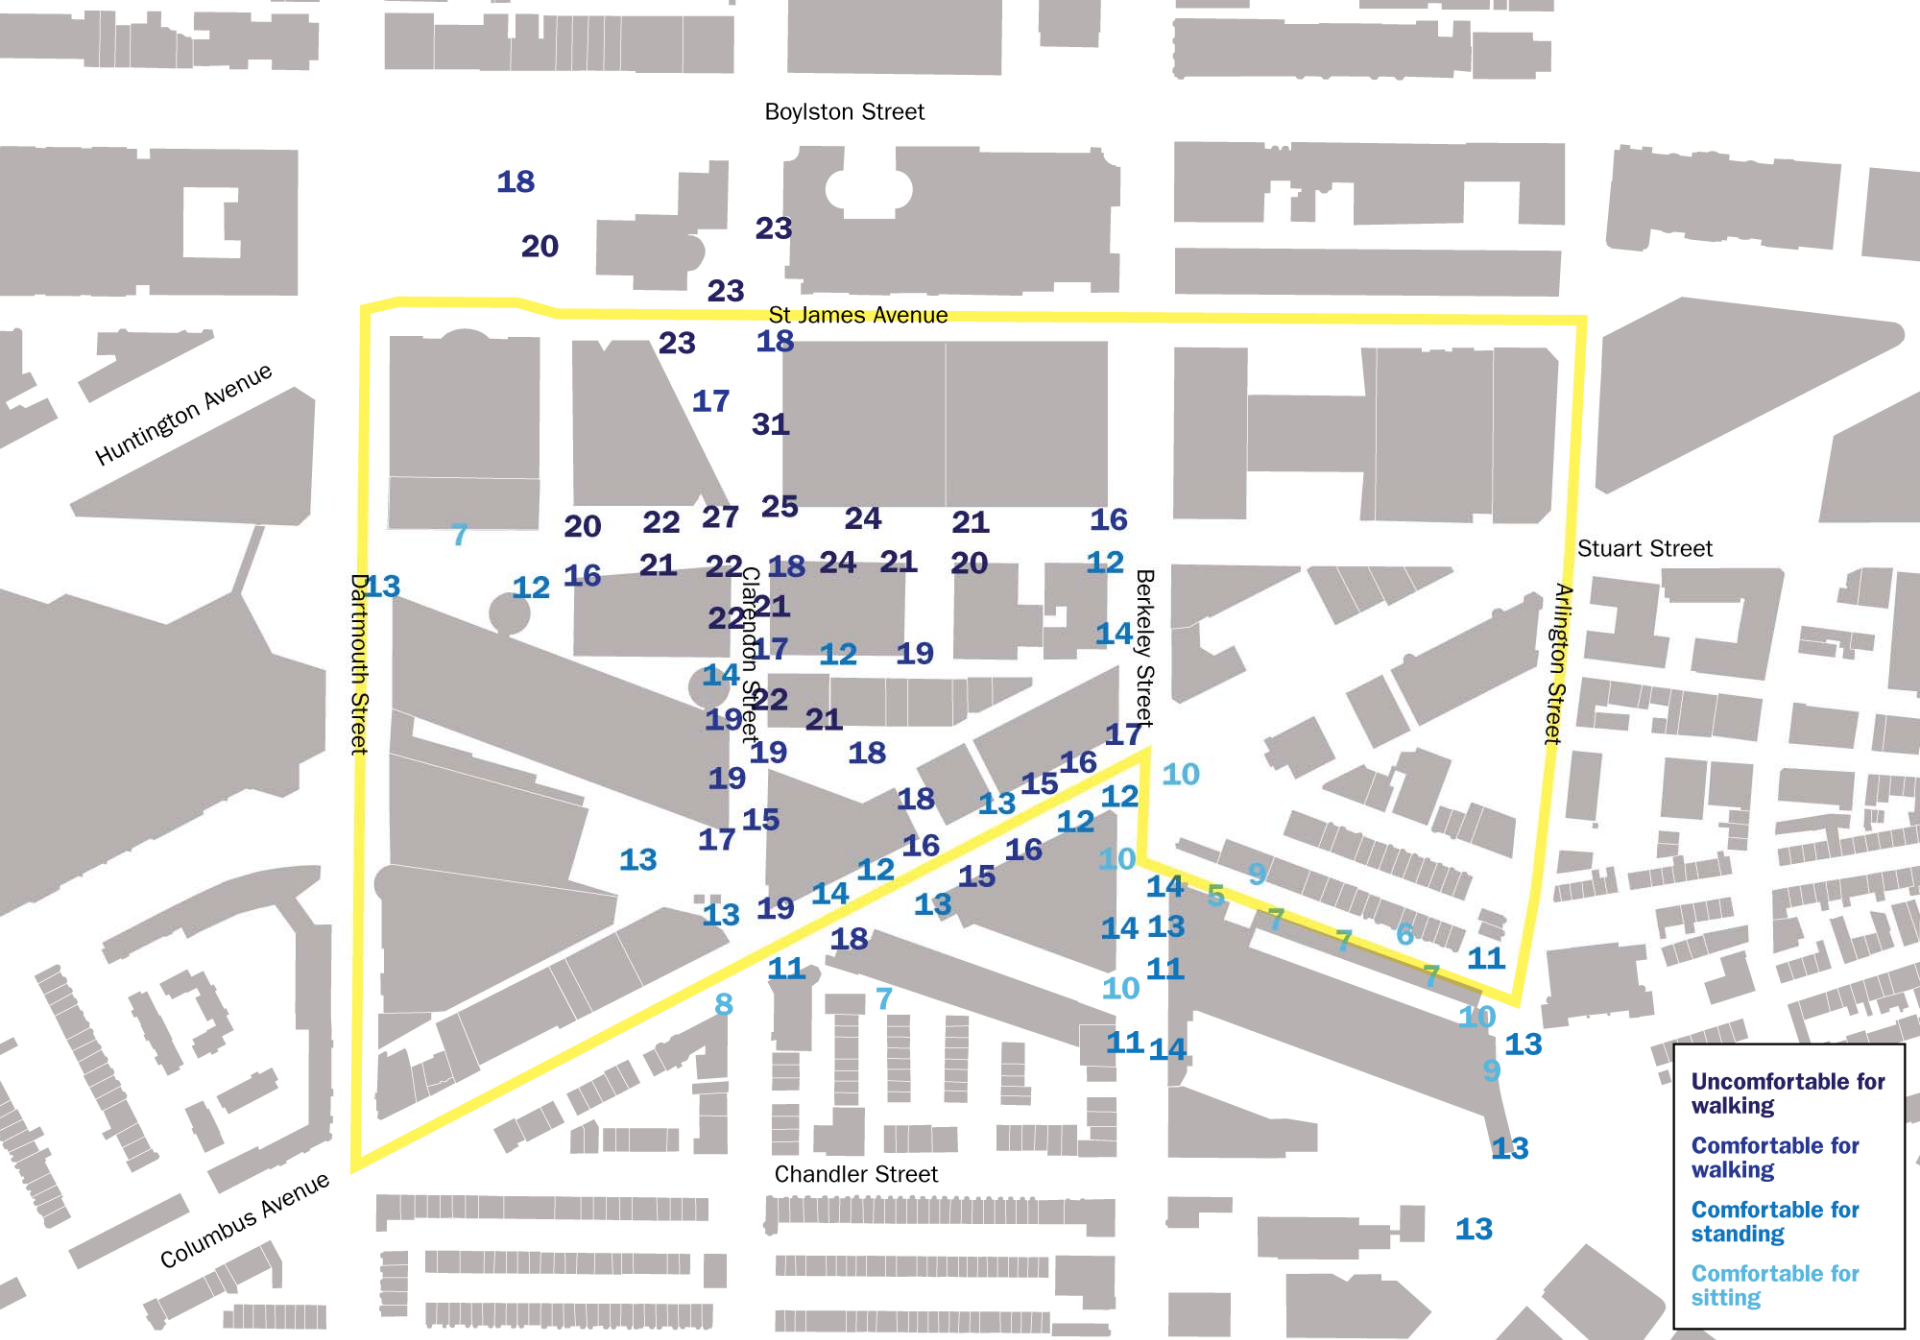 Boylston Street
18
23
20
23
St James Avenue
23
18
Huntington Avenue
17
31
25
20 22 27 24 21 16
7
Stuart Street
16 21 22 18 24 21 20 12
13 12
22 21
14
17 12 19
14
22
19 21
Dartmouth Street
Clarendon Street
Berkeley Street
Arlington Street
17
19 18
16
19 15 10
18 13 12
15 12
17 16 16
13 10
12 15 9
14 14 5
13 19 13 7
14 13
18 7 6
11 11 11
7
8 7 10
10
11 14 13
9
13
Chandler Street
Columbus Avenue
13
Uncomfortable for
walking
Comfortable for
walking
Comfortable for
standing
Comfortable for
sitting